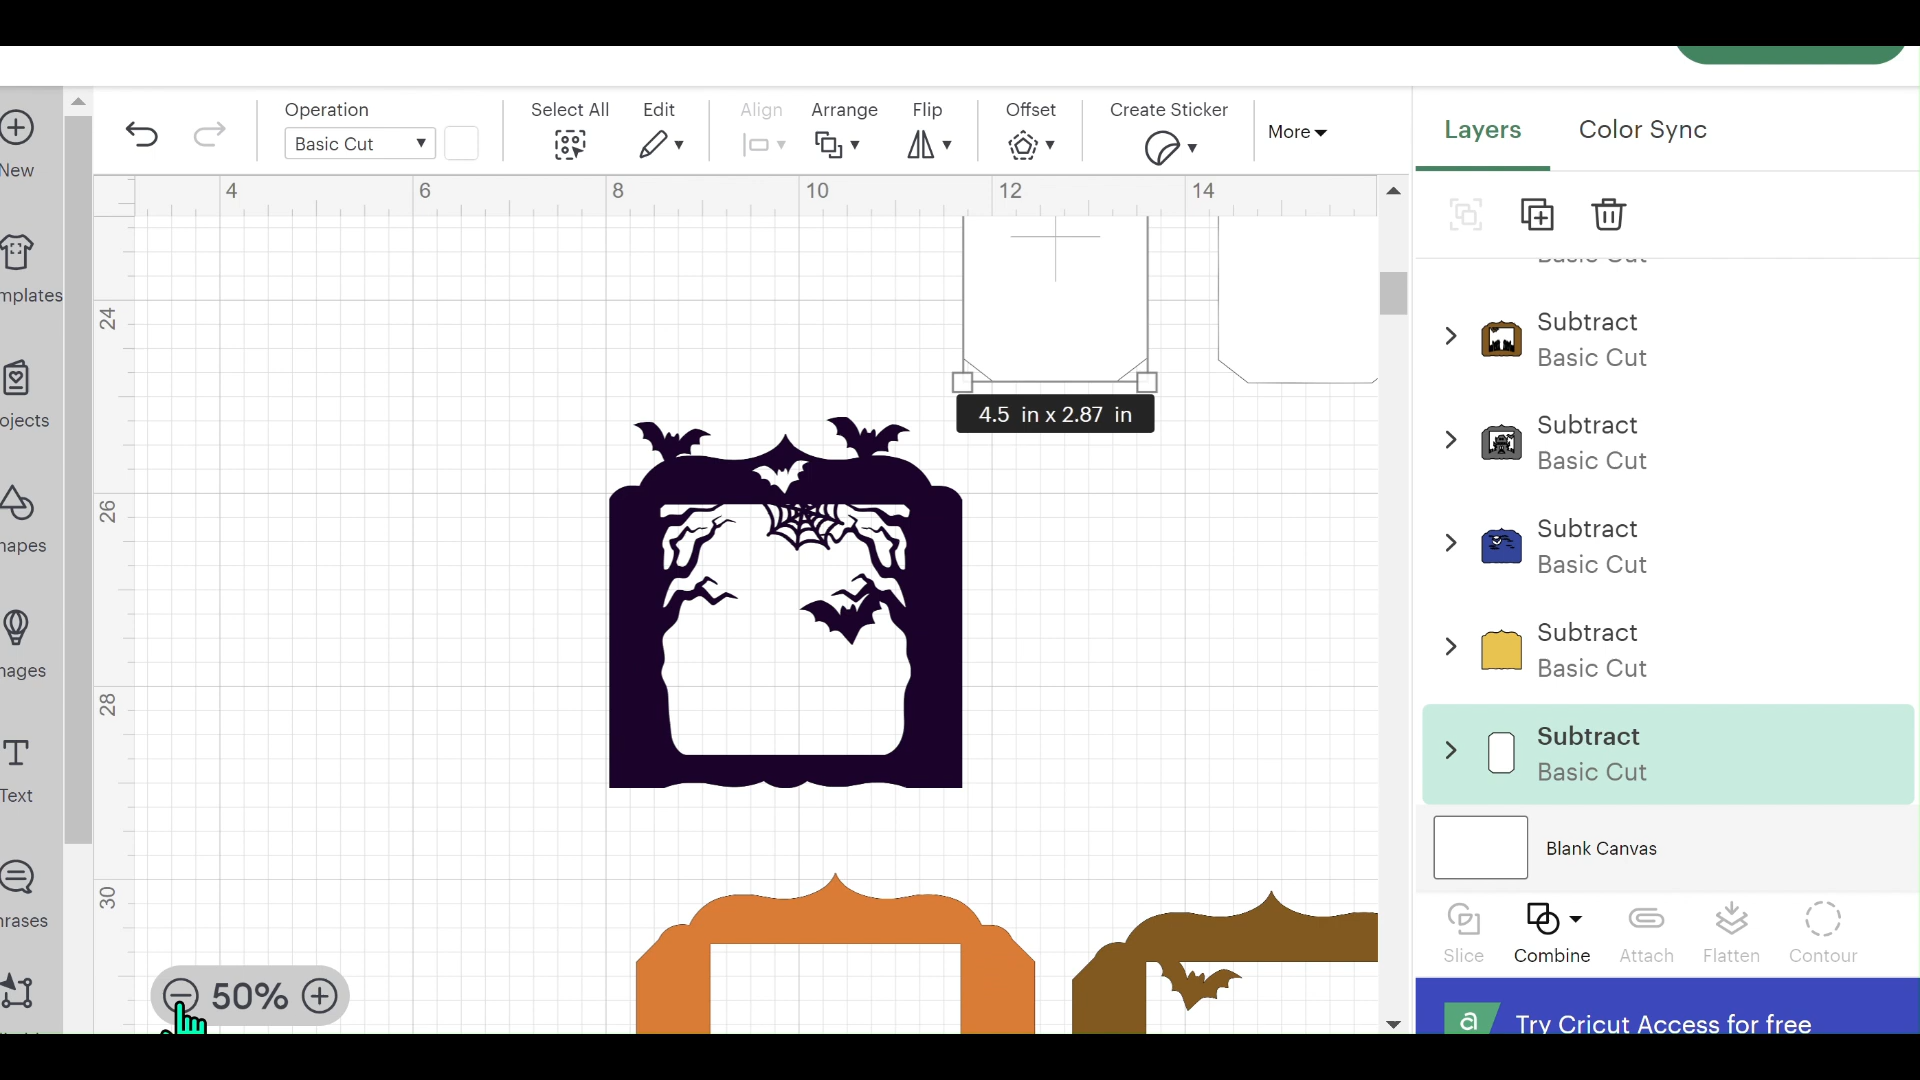 Operation
Select All
Edit
Align
Arrange
Flip
Offset
Create Sticker
More
Basic Cut
Layers
Color Sync
New
mplates
ojects
hapes
mages
Text
hrases
4
6
8
10
12
14
24
26
28
30
4.5 in x 2.87 in
50%
Subtract
Basic Cut
Subtract
Basic Cut
Subtract
Basic Cut
Subtract
Basic Cut
Subtract
Basic Cut
Blank Canvas
Slice
Combine
Attach
Flatten
Contour
a
Try Cricut Access for free